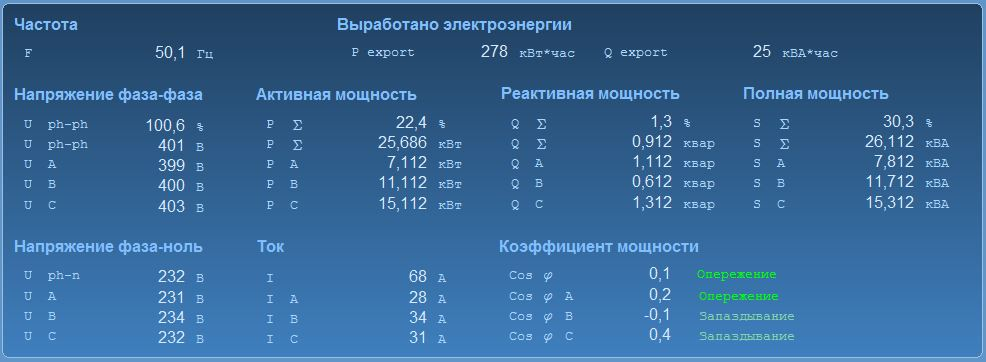 Частота Выработано электроэнергии
F 50,1 Гц P export 278 кВт*час Q export 25 кВА*час
Напряжение фаза-фаза Активная мощность Реактивная мощность Полная мощность
U ph-ph 100,6 % P Σ 22,4 % Q Σ 1,3 % S Σ 30,3 %
U ph-ph 401 В P Σ 25,686 кВт Q Σ 0,912 квар S Σ 26,112 кВА
U A 399 В P A 7,112 кВт Q A 1,112 квар S A 7,812 кВА
U B 400 В P B 11,112 кВт Q B 0,612 квар S B 11,712 кВА
U C 403 В P C 15,112 кВт Q C 1,312 квар S C 15,312 кВА
Напряжение фаза-ноль Ток Коэффициент мощности
U ph-n 232 В I 68 А Cos φ 0,1 Опережение
U A 231 В I A 28 А Cos φ A 0,2 Опережение
U B 234 В I B 34 А Cos φ B -0,1 Запаздывание
U C 232 В I C 31 А Cos φ C 0,4 Запаздывание